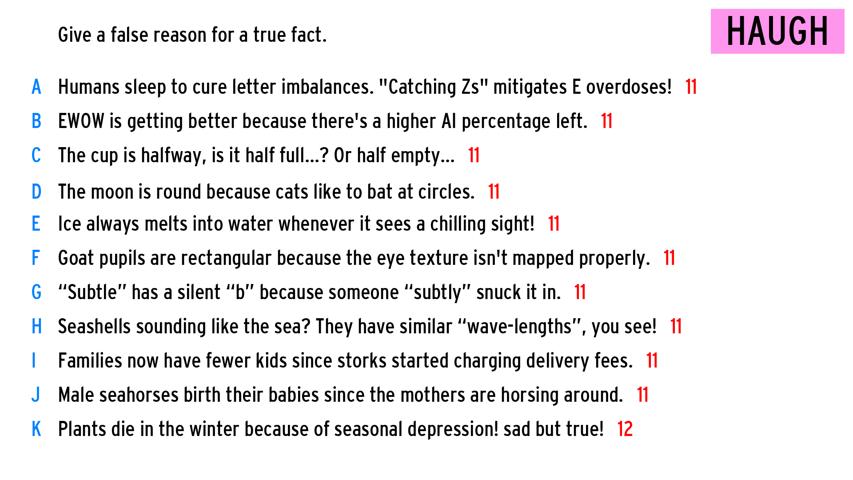 Give a false reason for a true fact.
HAUGH
A Humans sleep to cure letter imbalances. "Catching Zs" mitigates E overdoses! 11
B EWOW is getting better because there's a higher AI percentage left. 11
C The cup is halfway, is it half full...? Or half empty... 11
D The moon is round because cats like to bat at circles. 11
E Ice always melts into water whenever it sees a chilling sight! 11
F Goat pupils are rectangular because the eye texture isn't mapped properly. 11
G “Subtle” has a silent “b” because someone “subtly” snuck it in. 11
H Seashells sounding like the sea? They have similar “wave-lengths”, you see! 11
I Families now have fewer kids since storks started charging delivery fees. 11
J Male seahorses birth their babies since the mothers are horsing around. 11
K Plants die in the winter because of seasonal depression! sad but true! 12